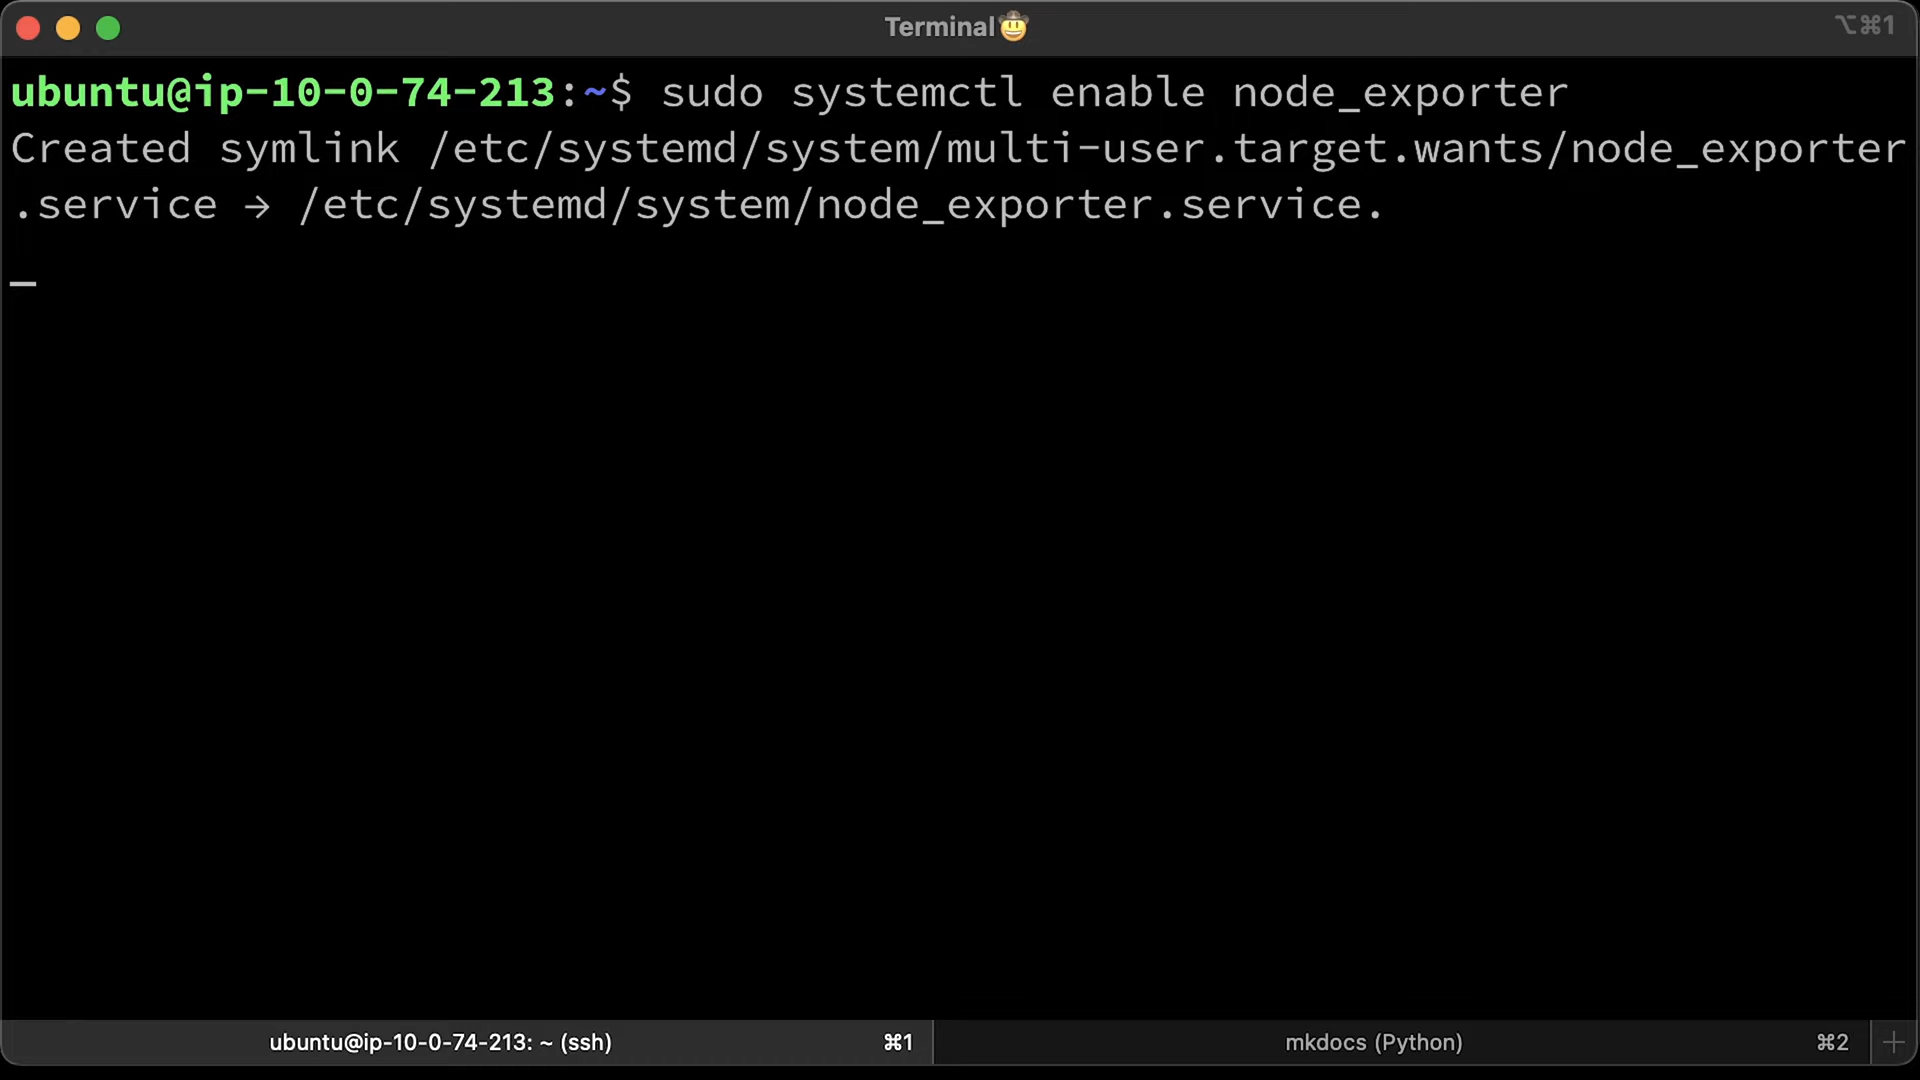 Terminal🤠
⌥⌘1
ubuntu@ip-10-0-74-213:~$ sudo systemctl enable node_exporter
Created symlink /etc/systemd/system/multi-user.target.wants/node_exporter
.service → /etc/systemd/system/node_exporter.service.
ubuntu@ip-10-0-74-213: ~ (ssh) ⌘1
mkdocs (Python) ⌘2